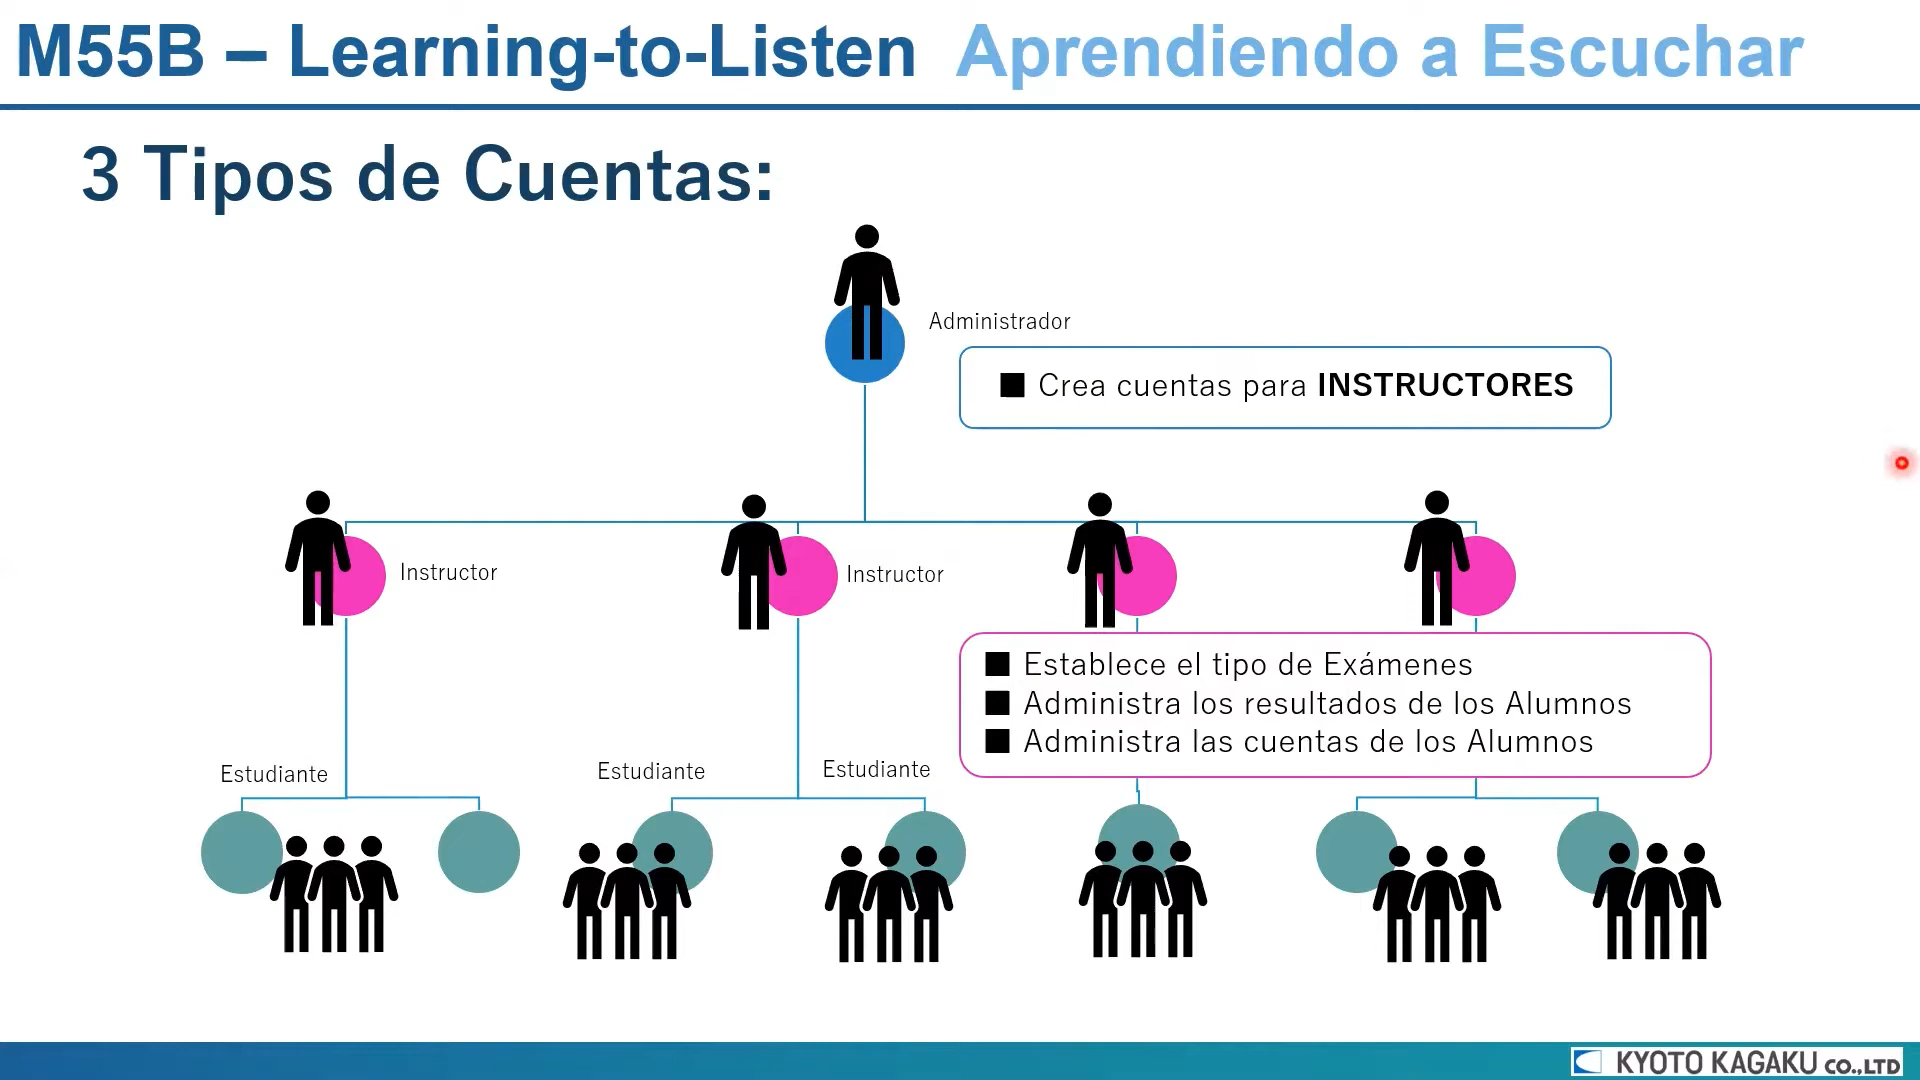 M55B – Learning-to-Listen Aprendiendo a Escuchar
3 Tipos de Cuentas:
Administrador
■ Crea cuentas para INSTRUCTORES
Instructor
Instructor
■ Establece el tipo de Exámenes
■ Administra los resultados de los Alumnos
■ Administra las cuentas de los Alumnos
Estudiante
Estudiante
Estudiante
KYOTO KAGAKU CO.,LTD